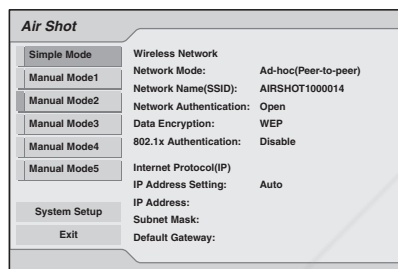 Air Shot
Simple Mode
Manual Mode1
Manual Mode2
Manual Mode3
Manual Mode4
Manual Mode5
System Setup
Exit
Wireless Network
Network Mode: Ad-hoc(Peer-to-peer)
Network Name(SSID): AIRSHOT1000014
Network Authentication: Open
Data Encryption: WEP
802.1x Authentication: Disable
Internet Protocol(IP)
IP Address Setting: Auto
IP Address:
Subnet Mask:
Default Gateway: